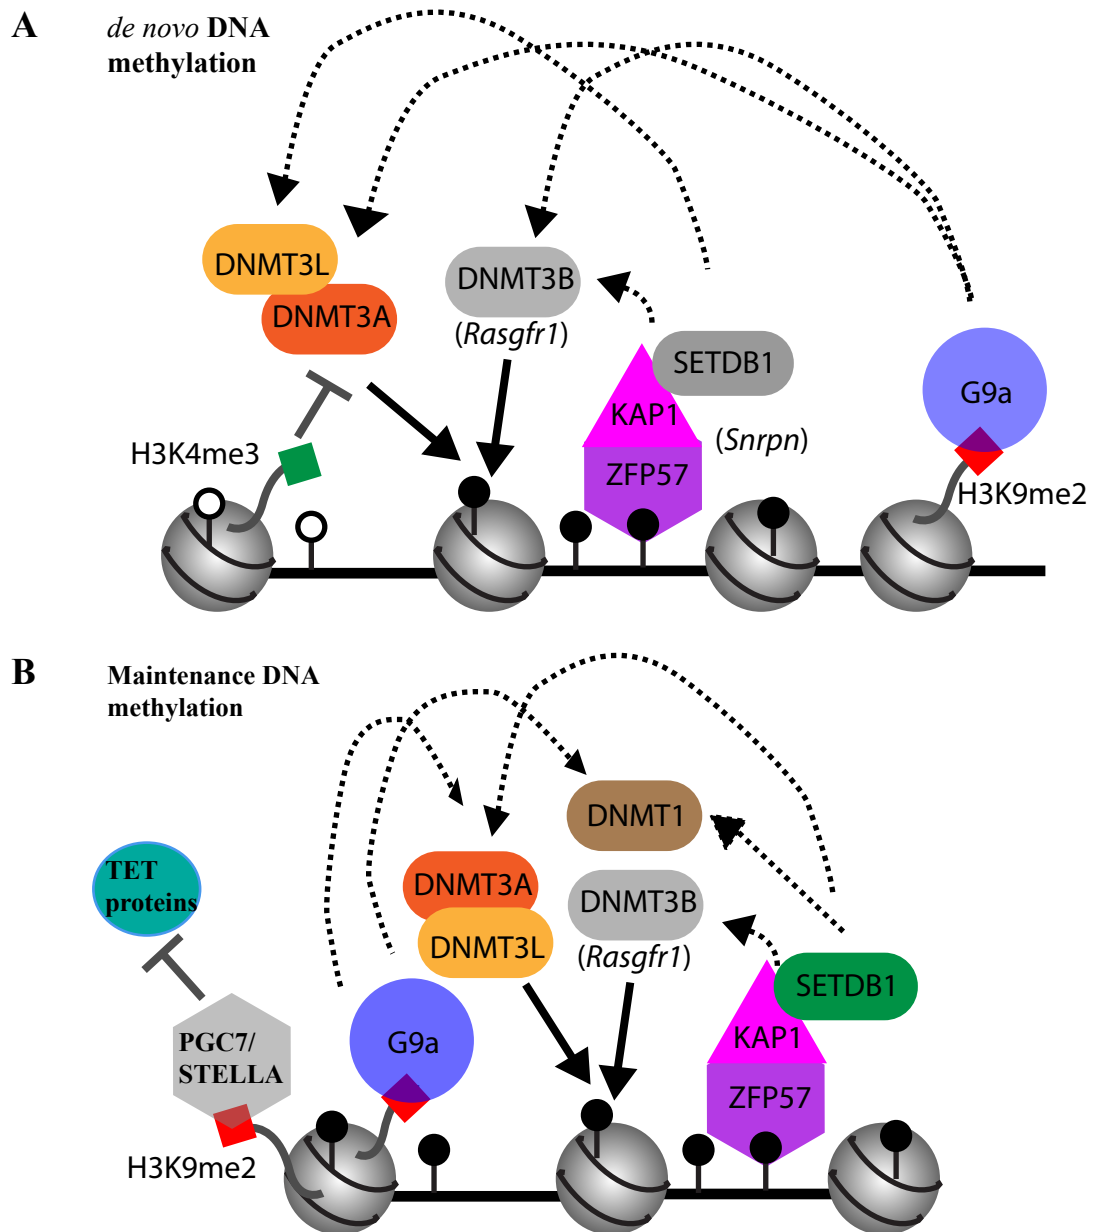 A
de novo DNA
methylation
DNMT3L
DNMT3A
DNMT3B
(Rasgfr1)
SETDB1
KAP1
(Snrpn)
ZFP57
G9a
H3K4me3
H3K9me2
B
Maintenance DNA
methylation
DNMT1
TET
proteins
DNMT3A
DNMT3B
DNMT3L
(Rasgfr1)
SETDB1
PGC7/
STELLA
G9a
KAP1
ZFP57
H3K9me2